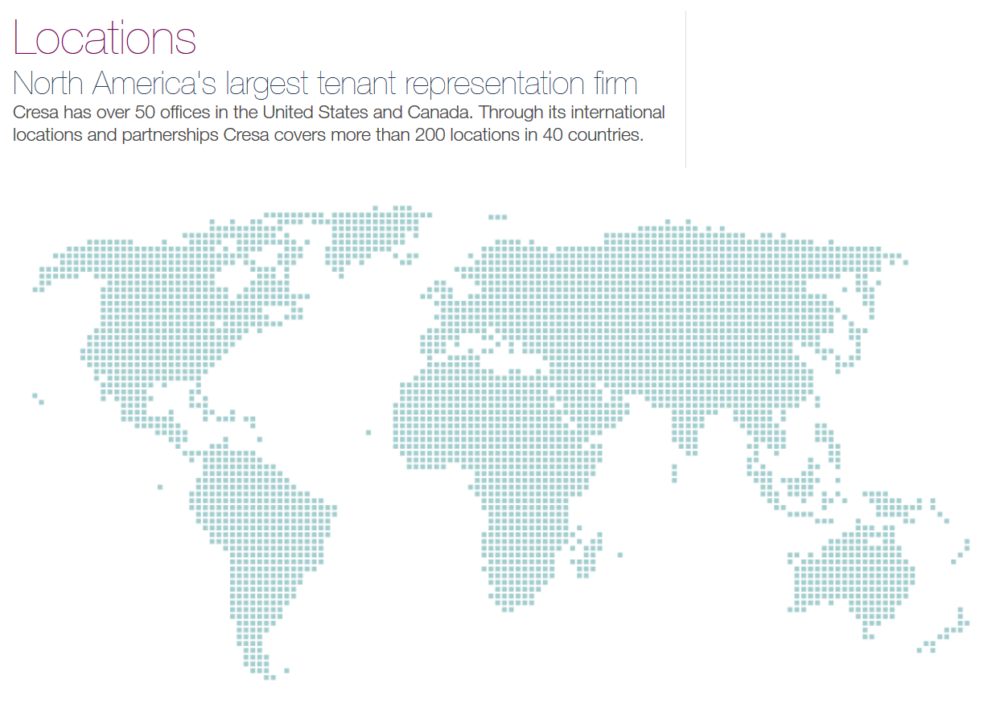 Locations
North America's largest tenant representation firm
Cresa has over 50 offices in the United States and Canada. Through its international
locations and partnerships Cresa covers more than 200 locations in 40 countries.